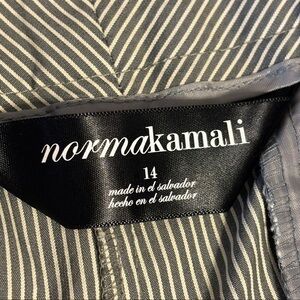 normakamali
14
made in el salvador
hecho en el salvador